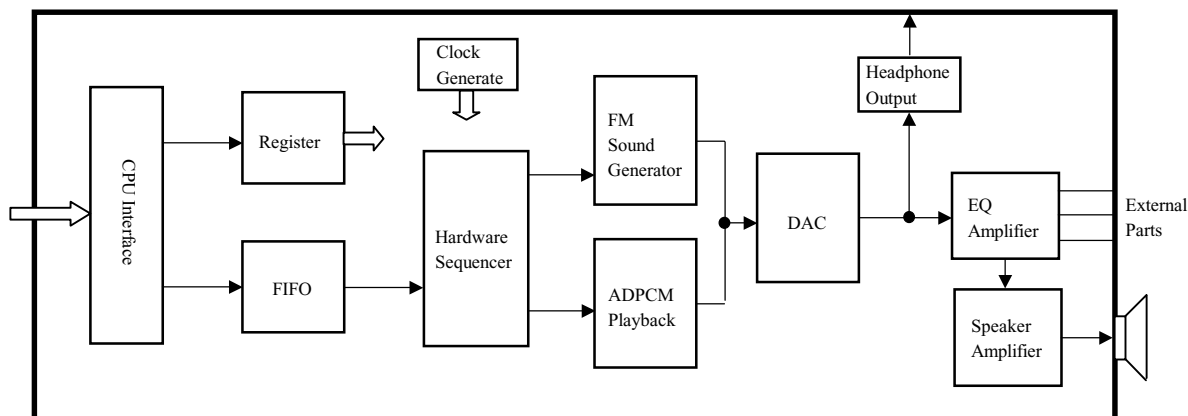 Clock
Generate
Headphone
Output
CPU Interface
Register
FM
Sound
Generator
Hardware
Sequencer
FIFO
ADPCM
Playback
DAC
EQ
Amplifier
External
Parts
Speaker
Amplifier